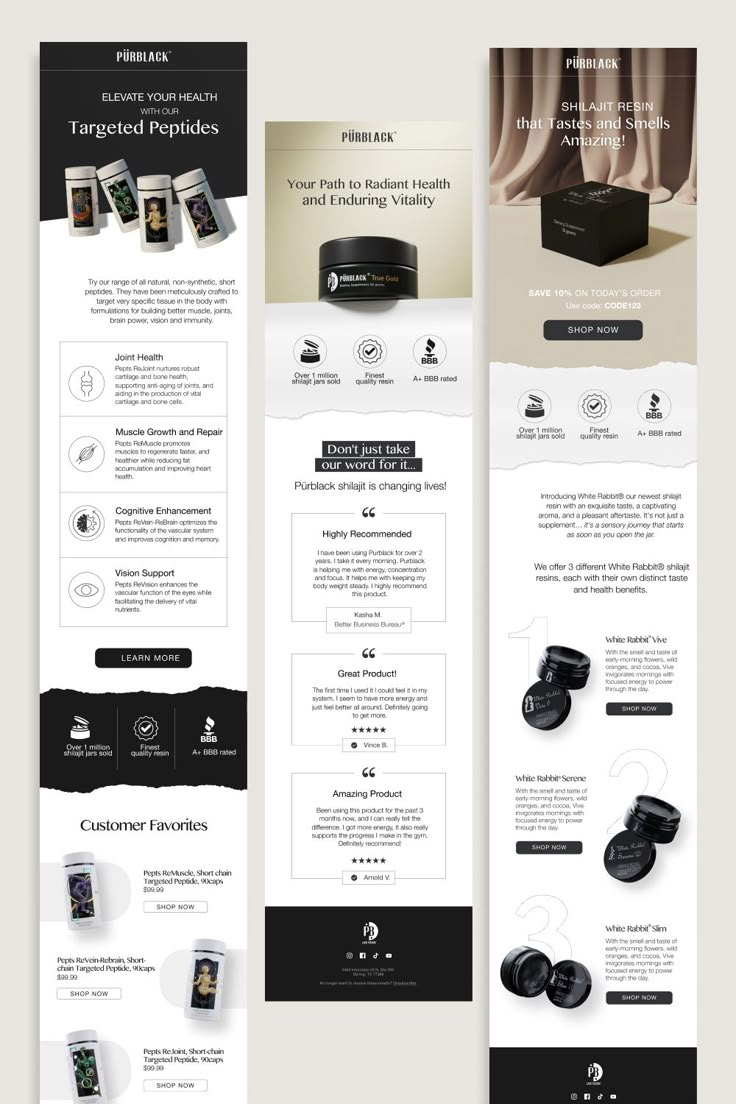 PÜRBLACK®
ELEVATE YOUR HEALTH
WITH OUR
Targeted Peptides
Try our range of all natural, non-synthetic, short
peptides. They have been meticulously crafted to
target very specific tissue in the body with
formulations for building better muscle, joints,
brain power, vision and immunity.
Joint Health
Pepts ReJoint nurtures robust
cartilage and bone health,
supporting anti-aging of joints, and
aiding in the production of vital
cartilage and bone cells.
Muscle Growth and Repair
Pepts ReMuscle promotes
muscles to regenerate faster, and
healthier while reducing fat
accumulation and improving heart
health.
Cognitive Enhancement
Pepts ReVein-ReBrain optimizes the
functionality of the vascular system
and improves cognition and memory.
Vision Support
Pepts ReVision enhances the
vascular function of the eyes while
facilitating the delivery of vital
nutrients.
LEARN MORE
Over 1 million
shilajit jars sold
Finest
quality resin
BBB
A+ BBB rated
Customer Favorites
Pepts ReMuscle, Short chain
Targeted Peptide, 90caps
$99.99
SHOP NOW
Pepts ReVein-Rebrain, Short-
chain Targeted Peptide, 90caps
$99.99
SHOP NOW
Pepts ReJoint, Short-chain
Targeted Peptide, 90caps
$99.99
SHOP NOW
PÜRBLACK®
Your Path to Radiant Health
and Enduring Vitality
PÜRBLACK® True Gold
Dietary Supplement 30 grams
Over 1 million
shilajit jars sold
Finest
quality resin
BBB
A+ BBB rated
Don't just take
our word for it...
Pürblack shilajit is changing lives!
Highly Recommended
I have been using Purblack for over 2
years. I take it every morning. Purblack
is helping me with energy, concentration
and focus. It helps me with keeping my
body weight steady. I highly recommend
this product.
Kasha M.
Better Business Bureau®
Great Product!
The first time I used it I could feel it in my
system. I seem to have more energy and
just feel better all around. Definitely going
to get more.
Vince B.
Amazing Product
Been using this product for the past 3
months now, and I can really tell the
difference. I got more energy, it also really
supports the progress I make in the gym.
Definitely recommend!
Arnold V.
LIVE PÜRE®
No longer want to receive these emails? Unsubscribe
PÜRBLACK®
SHILAJIT RESIN
that Tastes and Smells
Amazing!
White Rabbit
Dietary Supplement
SAVE 10% ON TODAY'S ORDER
Use code: CODE123
SHOP NOW
Over 1 million
shilajit jars sold
Finest
quality resin
BBB
A+ BBB rated
Introducing White Rabbit® our newest shilajit
resin with an exquisite taste, a captivating
aroma, and a pleasant aftertaste. It's not just a
supplement... it's a sensory journey that starts
as soon as you open the jar.
We offer 3 different White Rabbit® shilajit
resins, each with their own distinct taste
and health benefits.
1
White Rabbit® Vive
With the smell and taste of
early-morning flowers, wild
oranges, and cocoa, Vive
invigorates mornings with
focused energy to power
through the day.
SHOP NOW
2
White Rabbit® Serene
With the smell and taste of
early-morning flowers, wild
oranges, and cocoa, Vive
invigorates mornings with
focused energy to power
through the day.
SHOP NOW
3
White Rabbit® Slim
With the smell and taste of
early-morning flowers, wild
oranges, and cocoa, Vive
invigorates mornings with
focused energy to power
through the day.
SHOP NOW
LIVE PÜRE®